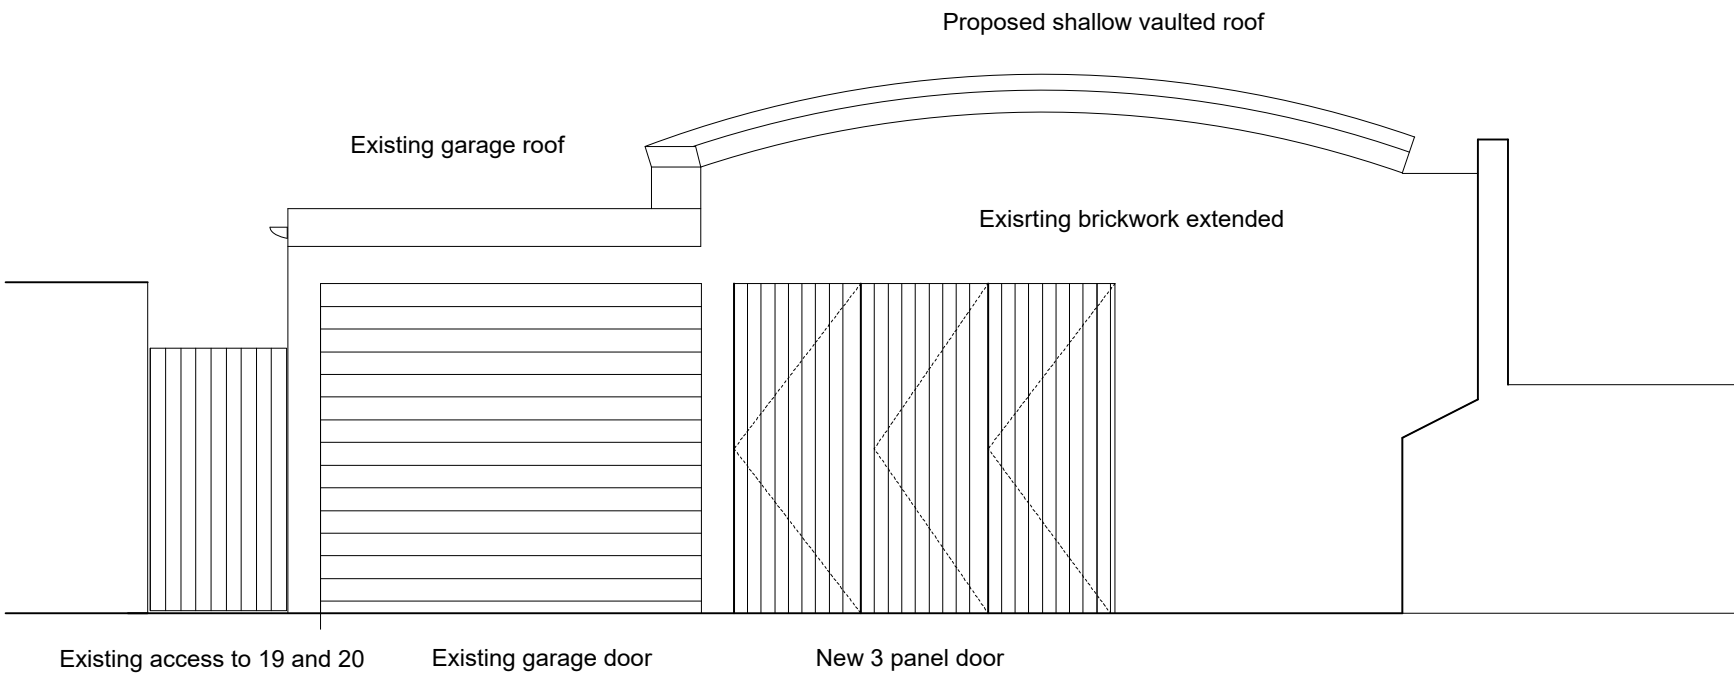 Proposed shallow vaulted roof
Existing garage roof
Exisrting brickwork extended
Existing access to 19 and 20
Existing garage door
New 3 panel door